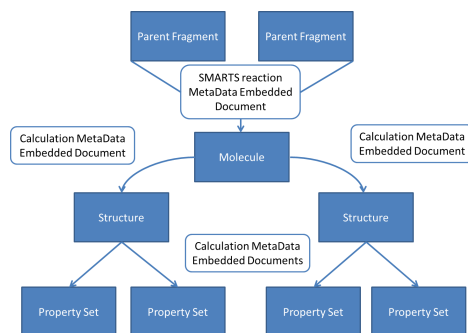 Parent Fragment
Parent Fragment
SMARTS reaction
MetaData Embedded
Document
Calculation MetaData
Embedded Document
Calculation MetaData
Embedded Document
Molecule
Structure
Structure
Calculation MetaData
Embedded Documents
Property Set
Property Set
Property Set
Property Set